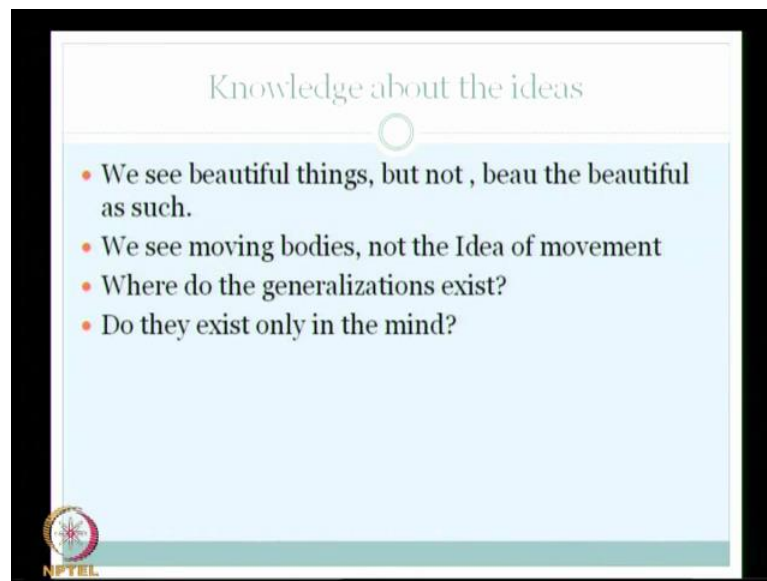 Knowledge about the ideas
We see beautiful things, but not , beau the beautiful
as such.
We see moving bodies, not the Idea of movement
Where do the generalizations exist?
Do they exist only in the mind?
NPTEL